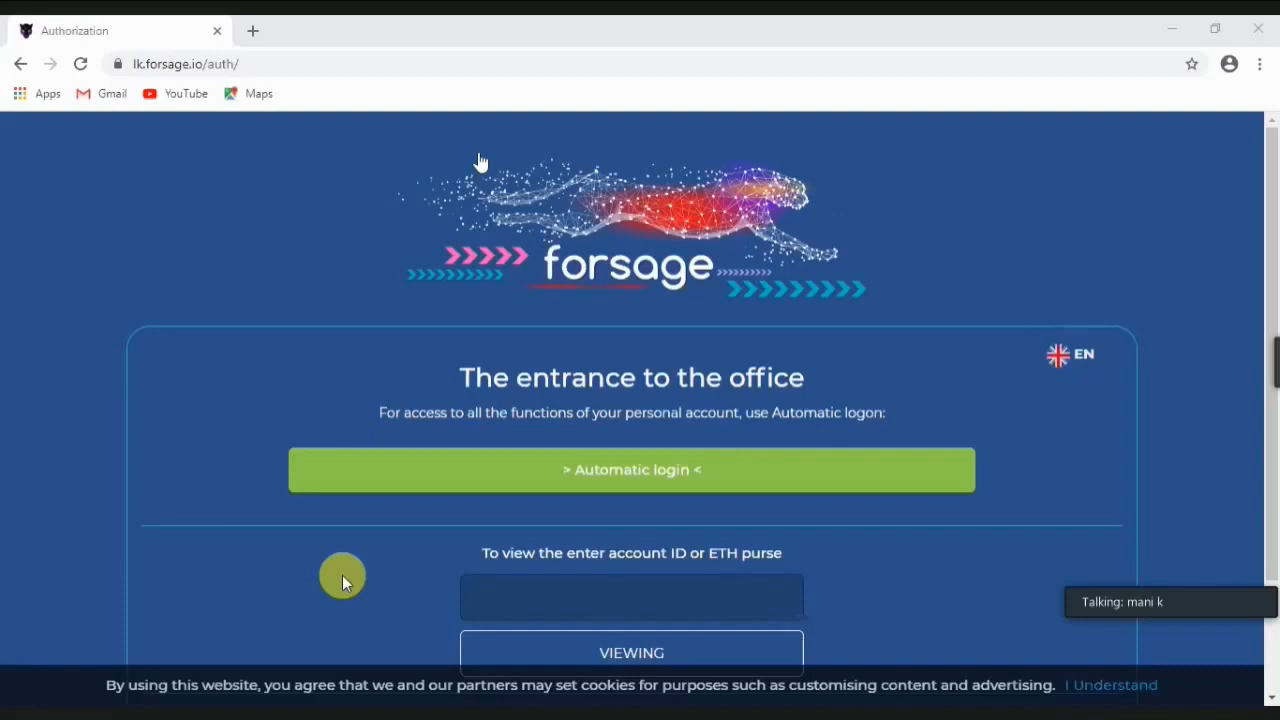 Authorization
lk.forsage.io/auth/
Apps
Gmail
YouTube
Maps
forsage
EN
The entrance to the office
For access to all the functions of your personal account, use Automatic logon:
> Automatic login <
To view the enter account ID or ETH purse
Talking: mani k
VIEWING
By using this website, you agree that we and our partners may set cookies for purposes such as customising content and advertising. I Understand